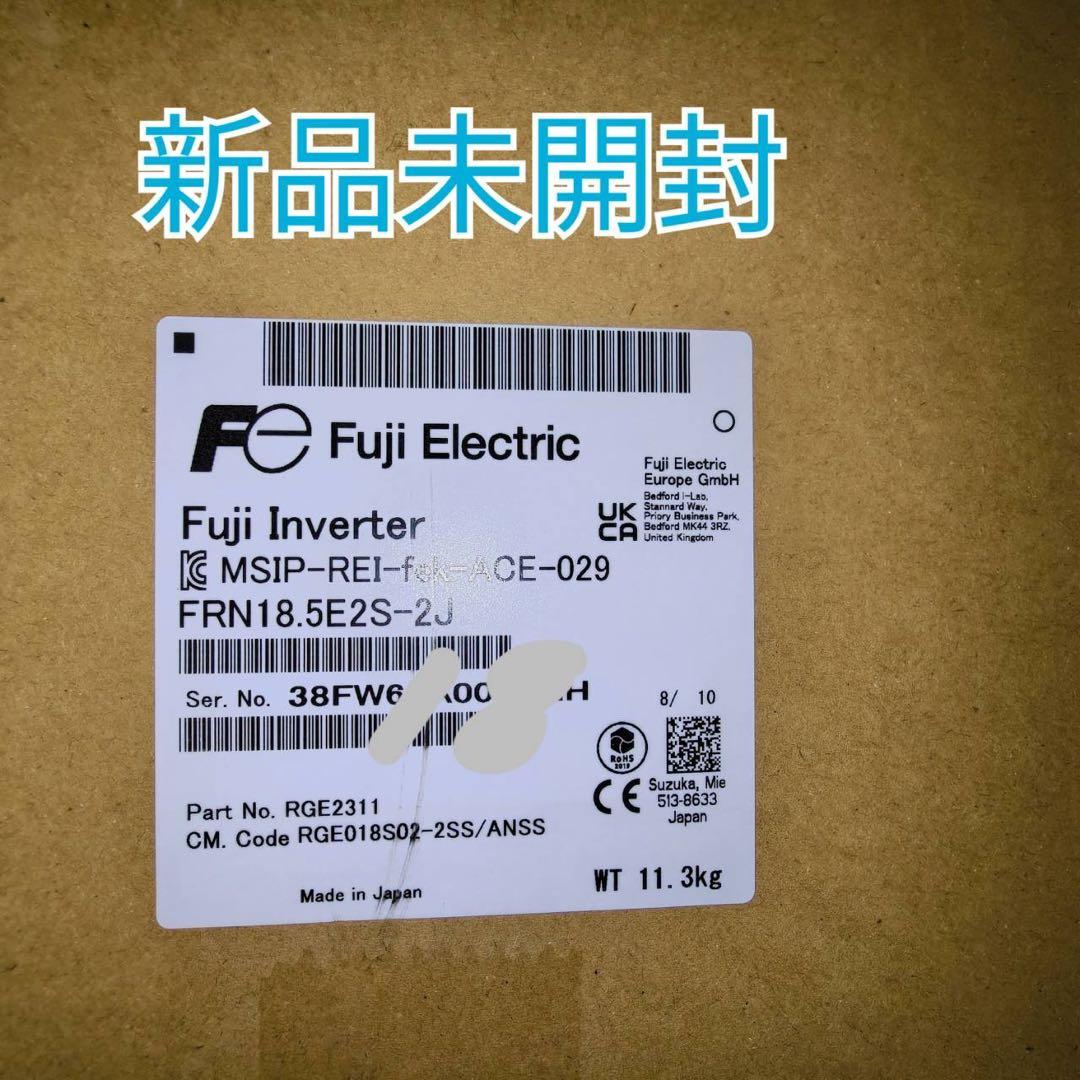 新品未開封
Fe Fuji Electric
Fuji Electric
Europe GmbH
Bedford i-Lab,
Stannard Way,
Priory Business Park,
Bedford MK44 3RZ,
United Kingdom
UK
CA
Fuji Inverter
MSIP-REI-fek-ACE-029
FRN18.5E2S-2J
Ser. No. 38FW6
8/ 10
RoHS
2019
CE
Suzuka, Mie
513-8633
Japan
Part No. RGE2311
CM. Code RGE018S02-2SS/ANSS
Made in Japan
WT 11.3kg